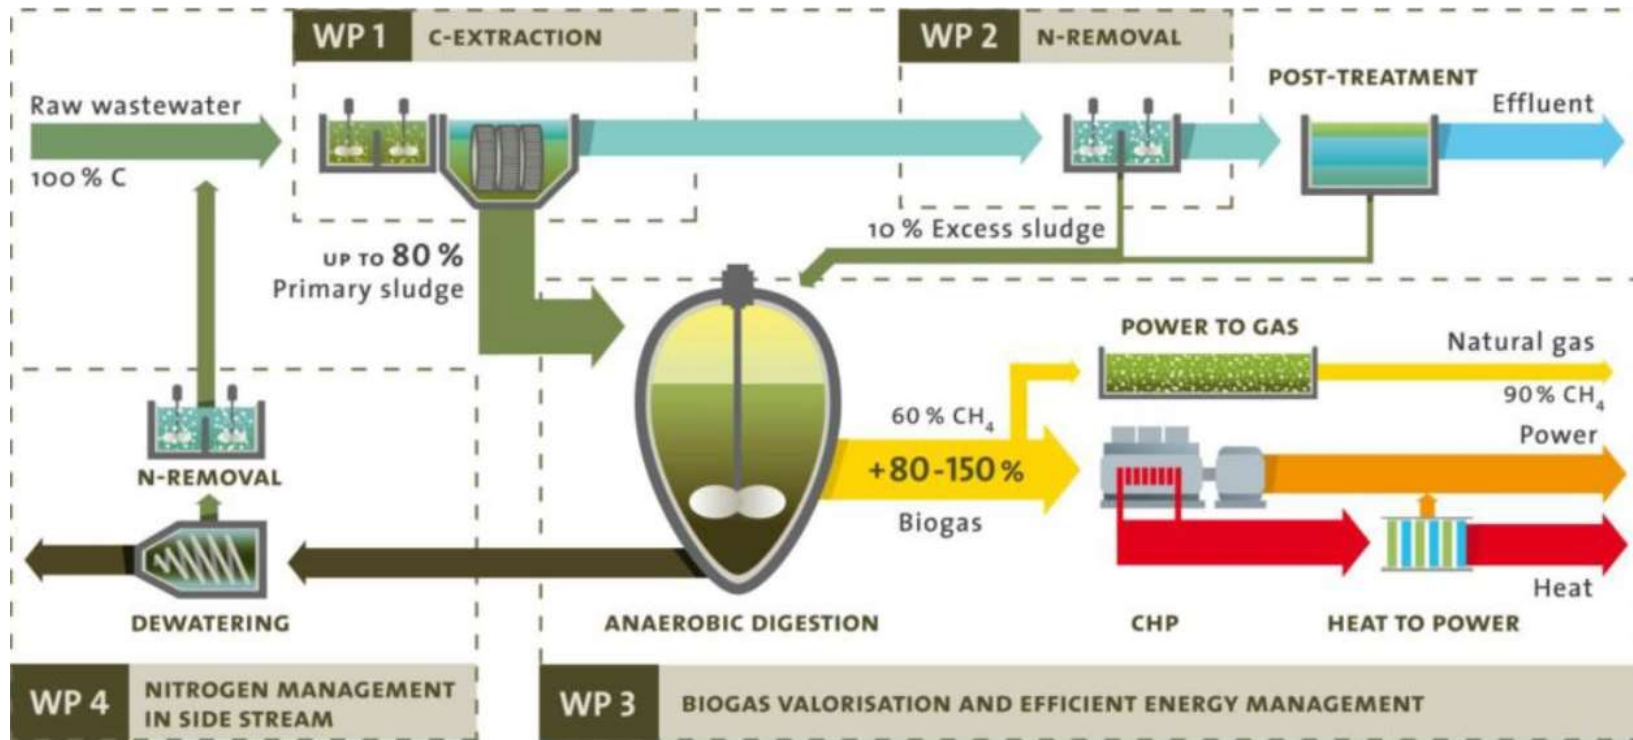 WP 1 C-EXTRACTION
WP 2 N-REMOVAL
POST-TREATMENT
Raw wastewater
100 % C
Effluent
10 % Excess sludge
UP TO 80 %
Primary sludge
POWER TO GAS
Natural gas
90 % CH₄
60 % CH₄
+80-150 %
Biogas
Power
Heat
N-REMOVAL
DEWATERING
ANAEROBIC DIGESTION
CHP
HEAT TO POWER
WP 4 NITROGEN MANAGEMENT
IN SIDE STREAM
WP 3 BIOGAS VALORISATION AND EFFICIENT ENERGY MANAGEMENT